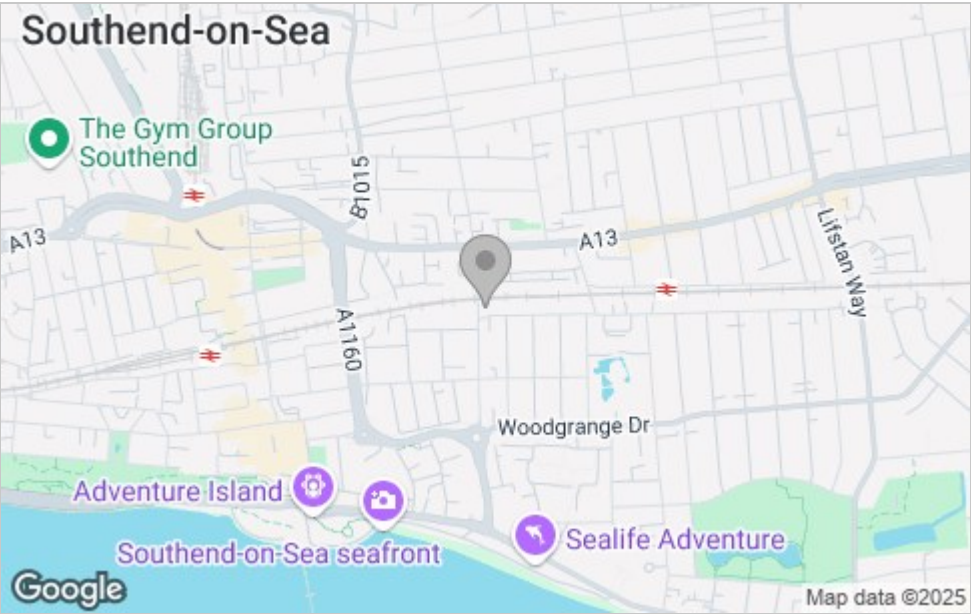 Southend-on-Sea
The Gym Group
Southend
B1015
A13
A13
Lifstan Way
A1160
Woodgrange Dr
Adventure Island
Southend-on-Sea seafront
Sealife Adventure
Google
Map data ©2025